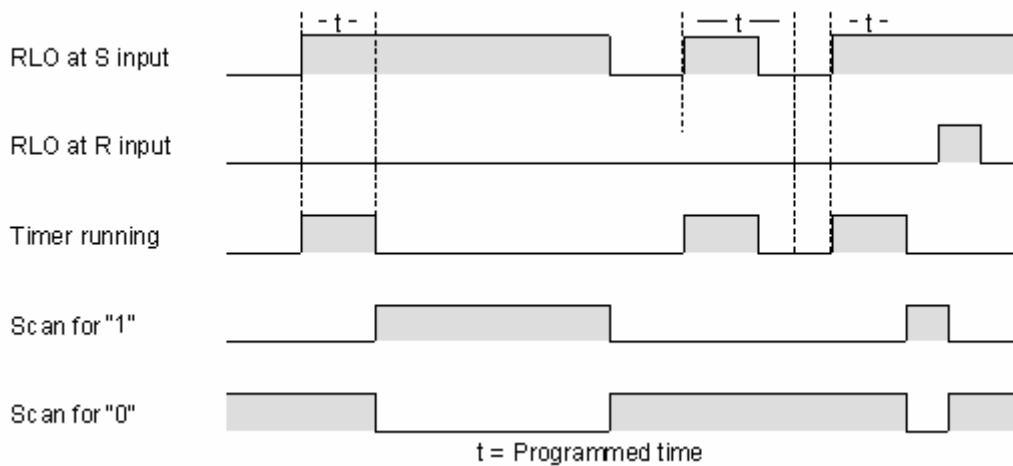 - t -
— t —
- t -
RLO at S input
RLO at R input
Timer running
Scan for "1"
Scan for "0"
t = Programmed time